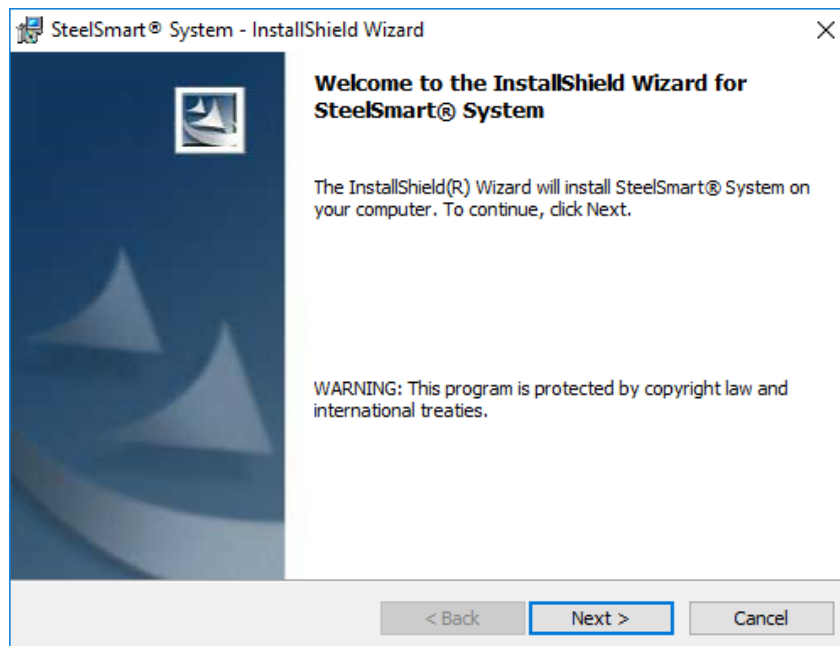 SteelSmart® System - InstallShield Wizard
Welcome to the InstallShield Wizard for
SteelSmart® System
The InstallShield(R) Wizard will install SteelSmart® System on
your computer. To continue, click Next.
WARNING: This program is protected by copyright law and
international treaties.
< Back
Next >
Cancel